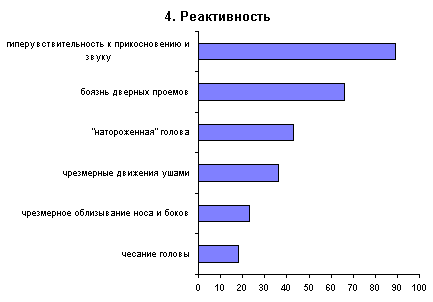 4. Реактивность
гиперувствительность к прикосновению и
звуку
боязнь дверных проемов
"натороженная" голова
чрезмерные движения ушами
чрезмерное облизывание носа и боков
чесание головы
0 10 20 30 40 50 60 70 80 90 100